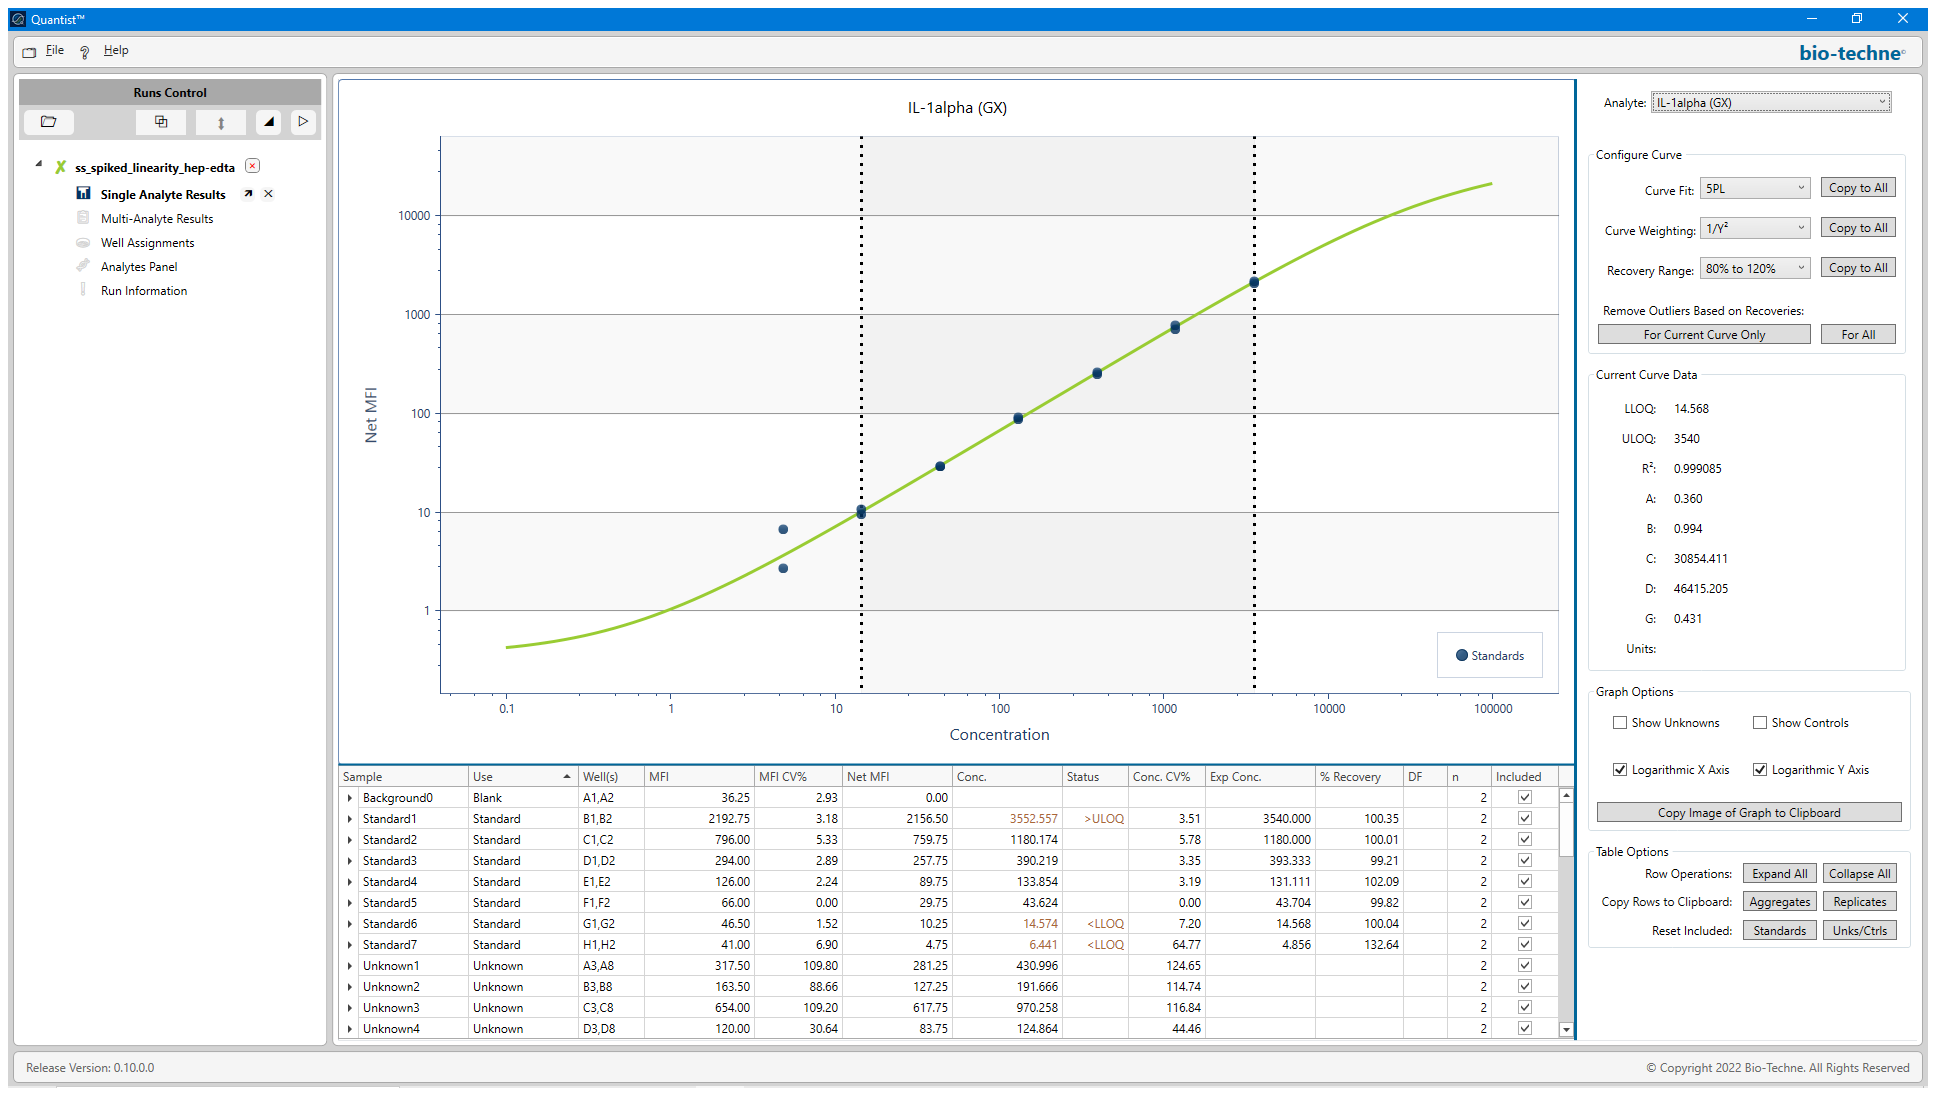 Quantist™
File Help
bio-techne®
Runs Control
ss_spiked_linearity_hep-edta
Single Analyte Results
Multi-Analyte Results
Well Assignments
Analytes Panel
Run Information
IL-1alpha (GX)
Net MFI
10000
1000
100
10
1
0.1 1 10 100 1000 10000 100000
Concentration
Standards
Sample Use Well(s) MFI MFI CV% Net MFI Conc. Status Conc. CV% Exp Conc. % Recovery DF n Included
Background0 Blank A1,A2 36.25 2.93 0.00 2
Standard1 Standard B1,B2 2192.75 3.18 2156.50 3552.557 >ULOQ 3.51 3540.000 100.35 2
Standard2 Standard C1,C2 796.00 5.33 759.75 1180.174 5.78 1180.000 100.01 2
Standard3 Standard D1,D2 294.00 2.89 257.75 390.219 3.35 393.333 99.21 2
Standard4 Standard E1,E2 126.00 2.24 89.75 133.854 3.19 131.111 102.09 2
Standard5 Standard F1,F2 66.00 0.00 29.75 43.624 0.00 43.704 99.82 2
Standard6 Standard G1,G2 46.50 1.52 10.25 14.574 <LLOQ 7.20 14.568 100.04 2
Standard7 Standard H1,H2 41.00 6.90 4.75 6.441 <LLOQ 64.77 4.856 132.64 2
Unknown1 Unknown A3,A8 317.50 109.80 281.25 430.996 124.65 2
Unknown2 Unknown B3,B8 163.50 88.66 127.25 191.666 114.74 2
Unknown3 Unknown C3,C8 654.00 109.20 617.75 970.258 116.84 2
Unknown4 Unknown D3,D8 120.00 30.64 83.75 124.864 44.46 2
Analyte: IL-1alpha (GX)
Configure Curve
Curve Fit: 5PL Copy to All
Curve Weighting: 1/Y² Copy to All
Recovery Range: 80% to 120% Copy to All
Remove Outliers Based on Recoveries:
For Current Curve Only For All
Current Curve Data
LLOQ: 14.568
ULOQ: 3540
R²: 0.999085
A: 0.360
B: 0.994
C: 30854.411
D: 46415.205
G: 0.431
Units:
Graph Options
Show Unknowns Show Controls
Logarithmic X Axis Logarithmic Y Axis
Copy Image of Graph to Clipboard
Table Options
Row Operations: Expand All Collapse All
Copy Rows to Clipboard: Aggregates Replicates
Reset Included: Standards Unks/Ctrls
Release Version: 0.10.0.0
© Copyright 2022 Bio-Techne. All Rights Reserved